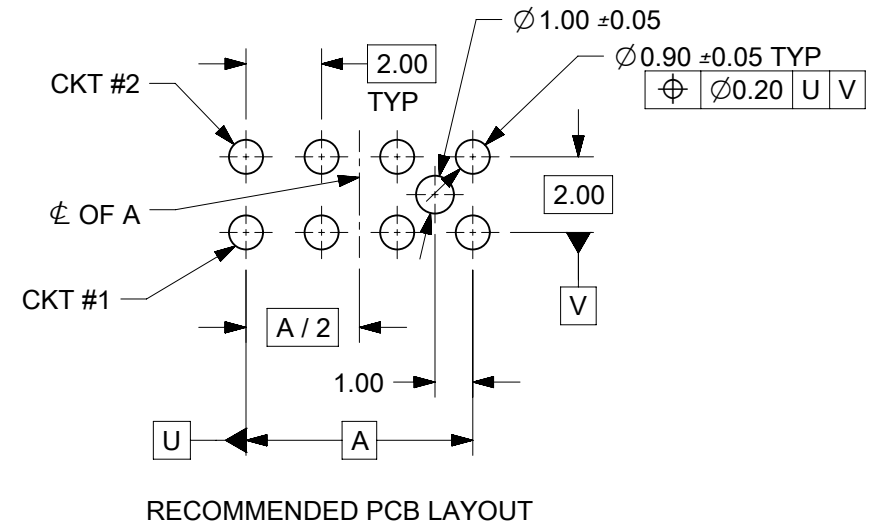 ⌀1.00 ±0.05
⌀0.90 ±0.05 TYP
⌖ ⌀0.20 U V
2.00
TYP
CKT #2
℄ OF A
2.00
CKT #1
V
A / 2
1.00
U
A
RECOMMENDED PCB LAYOUT